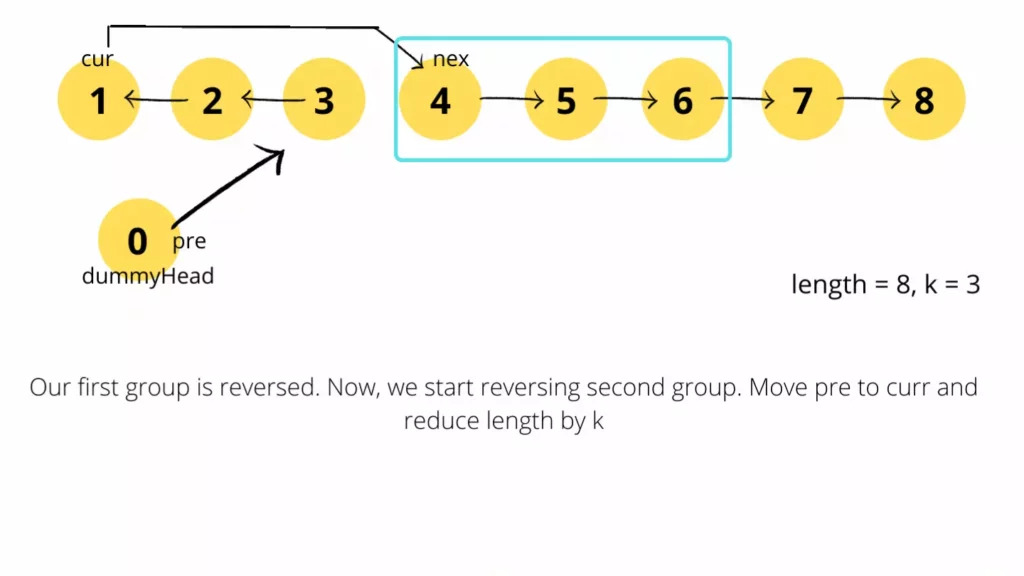 cur
nex
1 2 3 4 5 6 7 8
0 pre
dummyHead
length = 8, k = 3
Our first group is reversed. Now, we start reversing second group. Move pre to curr and
reduce length by k